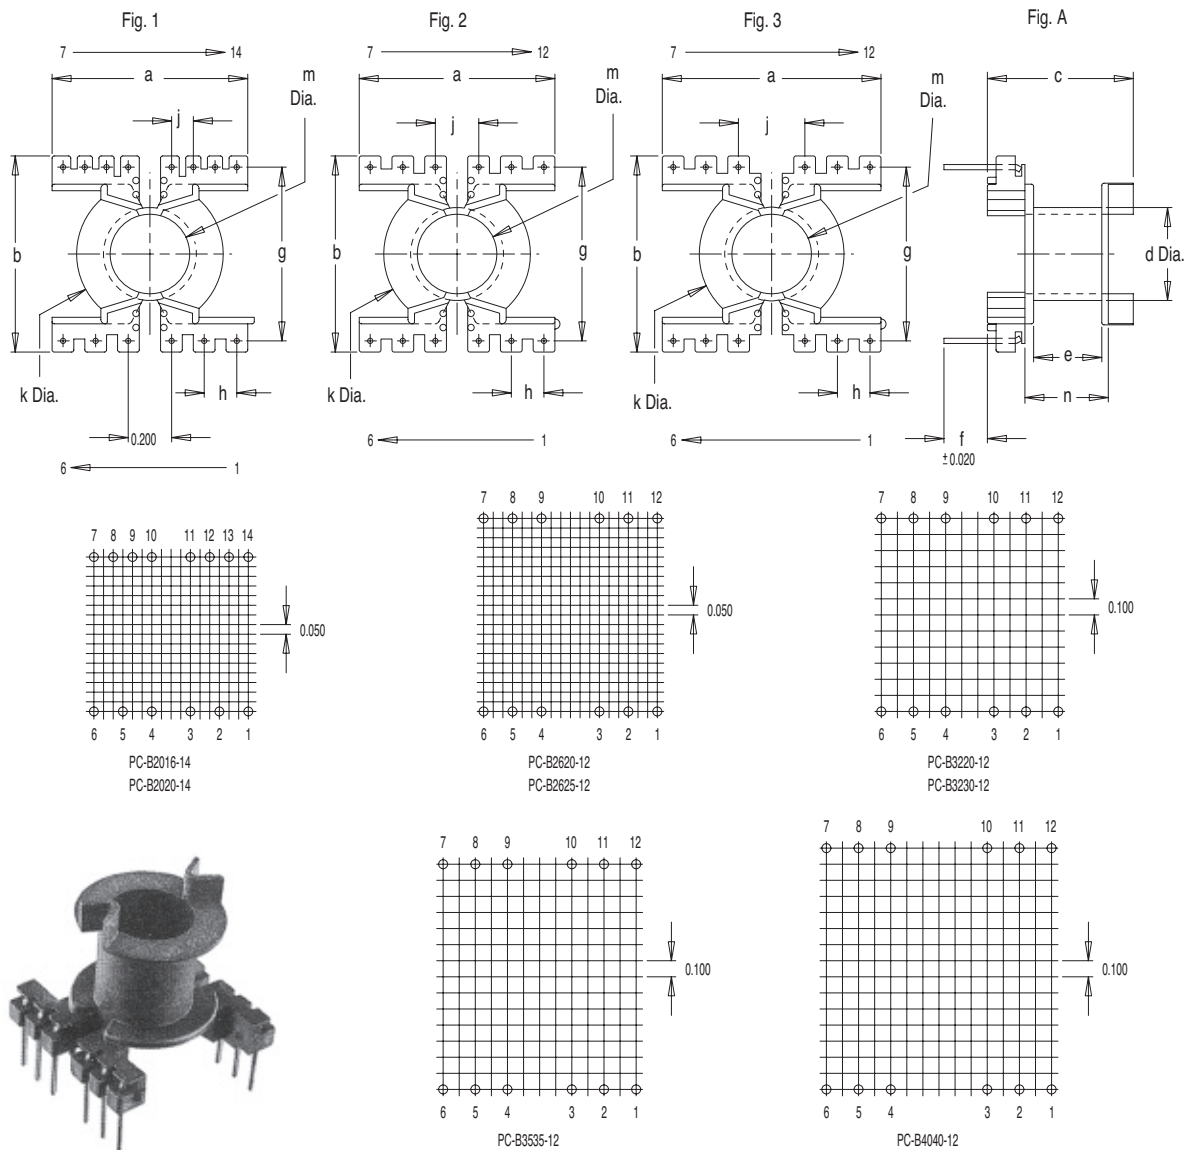 Fig. 1
Fig. 2
Fig. 3
Fig. A
7 14
7 12
7 12
a
a
a
c
m
Dia.
m
Dia.
m
Dia.
j
j
j
b
g
b
g
b
g
d Dia.
k Dia.
k Dia.
k Dia.
h
h
h
e
n
0.200
f
±0.020
6 1
6 1
6 1
7 8 9 10 11 12 13 14
0.050
6 5 4 3 2 1
PC-B2016-14
PC-B2020-14
7 8 9 10 11 12
0.050
6 5 4 3 2 1
PC-B2620-12
PC-B2625-12
7 8 9 10 11 12
0.100
6 5 4 3 2 1
PC-B3220-12
PC-B3230-12
7 8 9 10 11 12
0.100
6 5 4 3 2 1
PC-B3535-12
7 8 9 10 11 12
0.100
6 5 4 3 2 1
PC-B4040-12